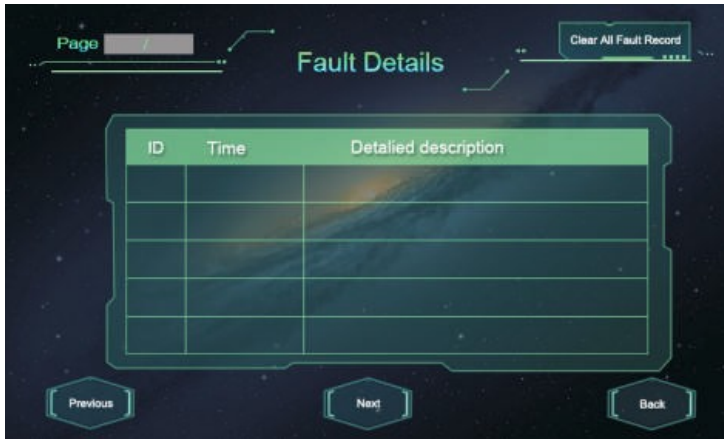 Page /
Clear All Fault Record
Fault Details
ID Time Detalied description
Previous Next Back